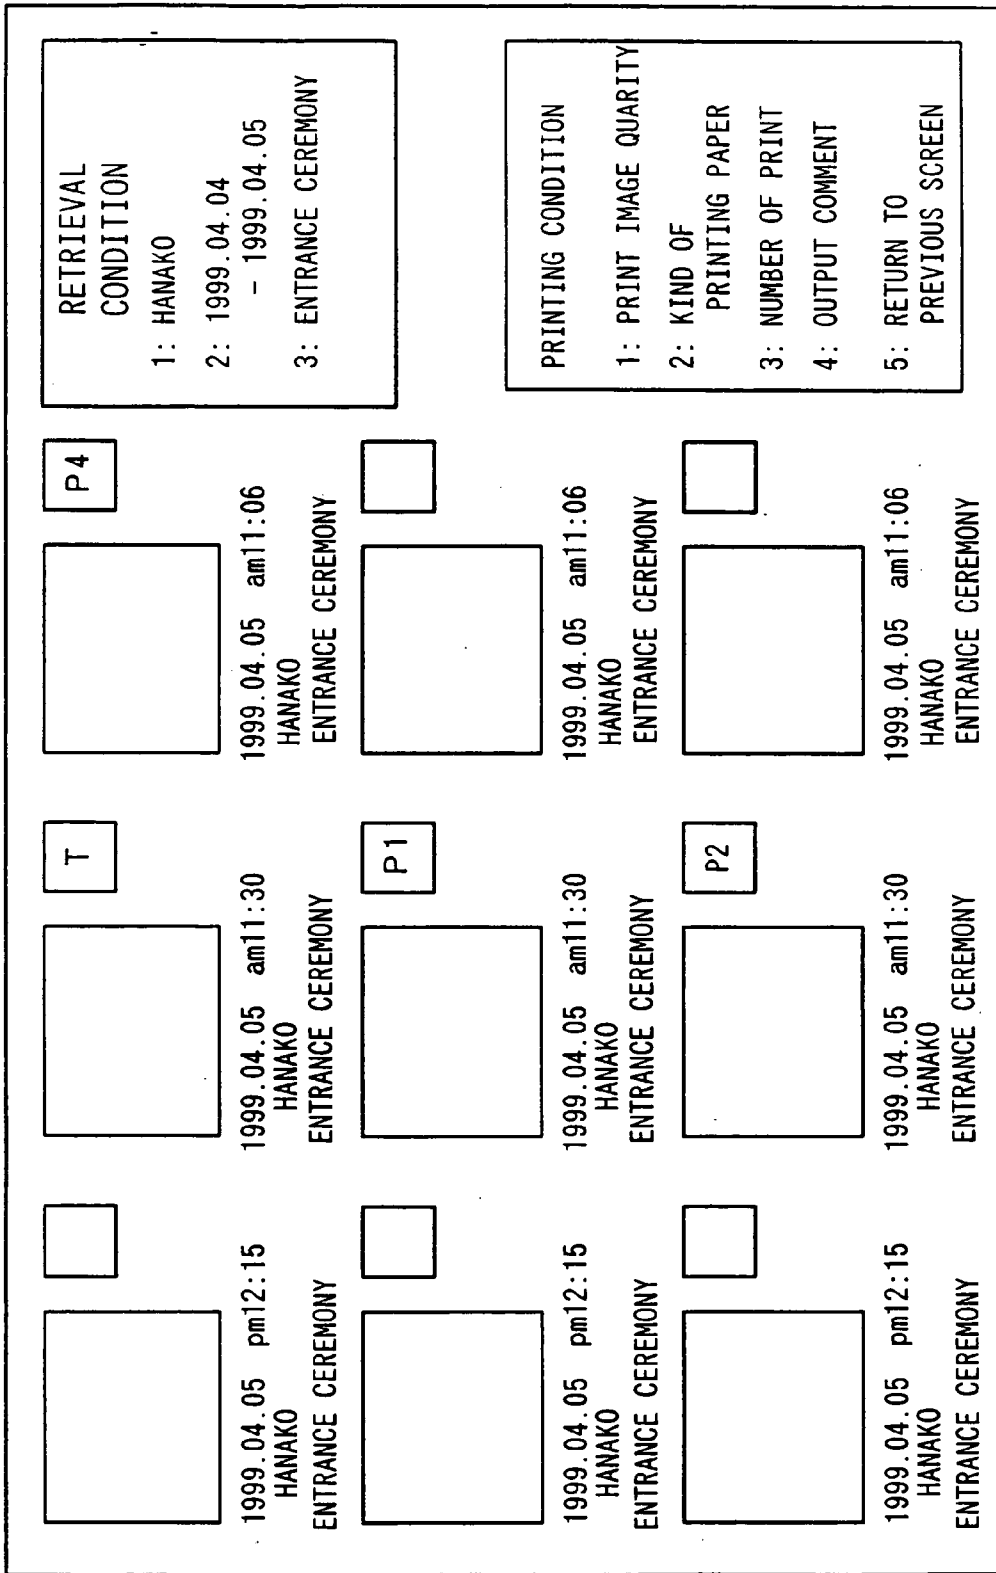 1999.04.05 pm12:15
HANAKO
ENTRANCE CEREMONY
T
1999.04.05 am11:30
HANAKO
ENTRANCE CEREMONY
P4
1999.04.05 am11:06
HANAKO
ENTRANCE CEREMONY
1999.04.05 pm12:15
HANAKO
ENTRANCE CEREMONY
P1
1999.04.05 am11:30
HANAKO
ENTRANCE CEREMONY
1999.04.05 am11:06
HANAKO
ENTRANCE CEREMONY
1999.04.05 pm12:15
HANAKO
ENTRANCE CEREMONY
P2
1999.04.05 am11:30
HANAKO
ENTRANCE CEREMONY
1999.04.05 am11:06
HANAKO
ENTRANCE CEREMONY
RETRIEVAL
CONDITION
1: HANAKO
2: 1999.04.04
- 1999.04.05
3: ENTRANCE CEREMONY
PRINTING CONDITION
1: PRINT IMAGE QUARITY
2: KIND OF
PRINTING PAPER
3: NUMBER OF PRINT
4: OUTPUT COMMENT
5: RETURN TO
PREVIOUS SCREEN